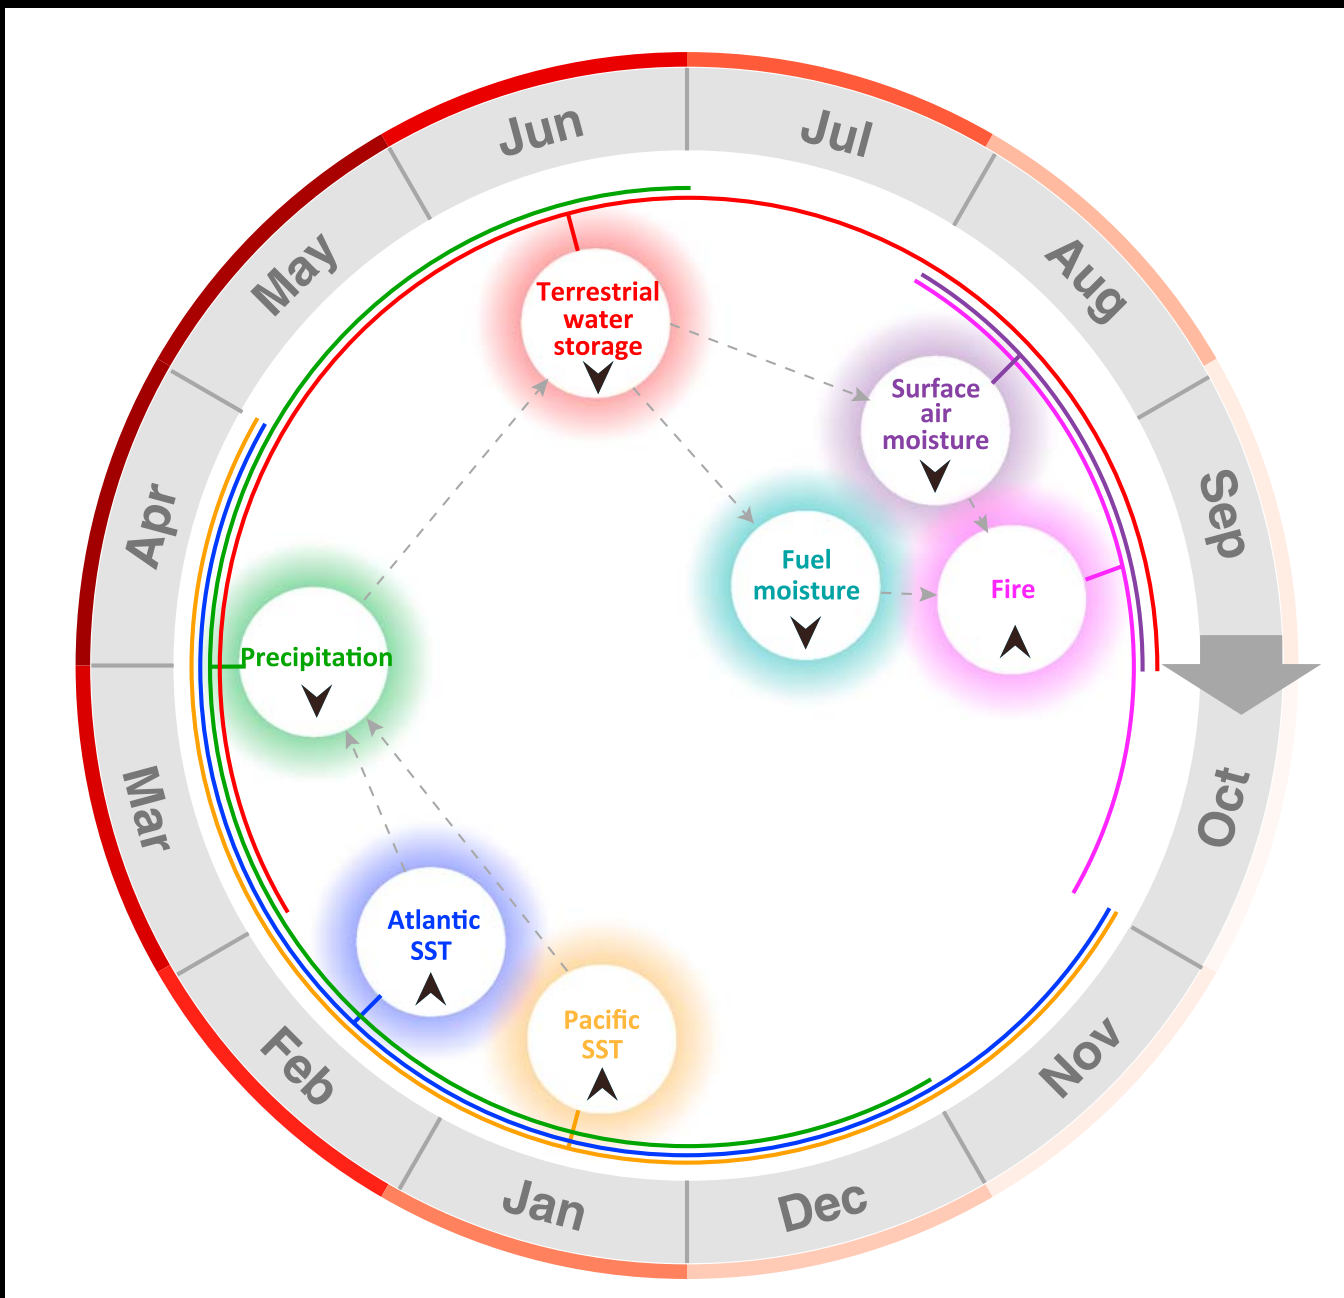 Jun
Jul
May
Aug
Apr
Sep
Mar
Oct
Feb
Nov
Jan
Dec
Terrestrial
water
storage
Surface
air
moisture
Fuel
moisture
Fire
Precipitation
Atlantic
SST
Pacific
SST